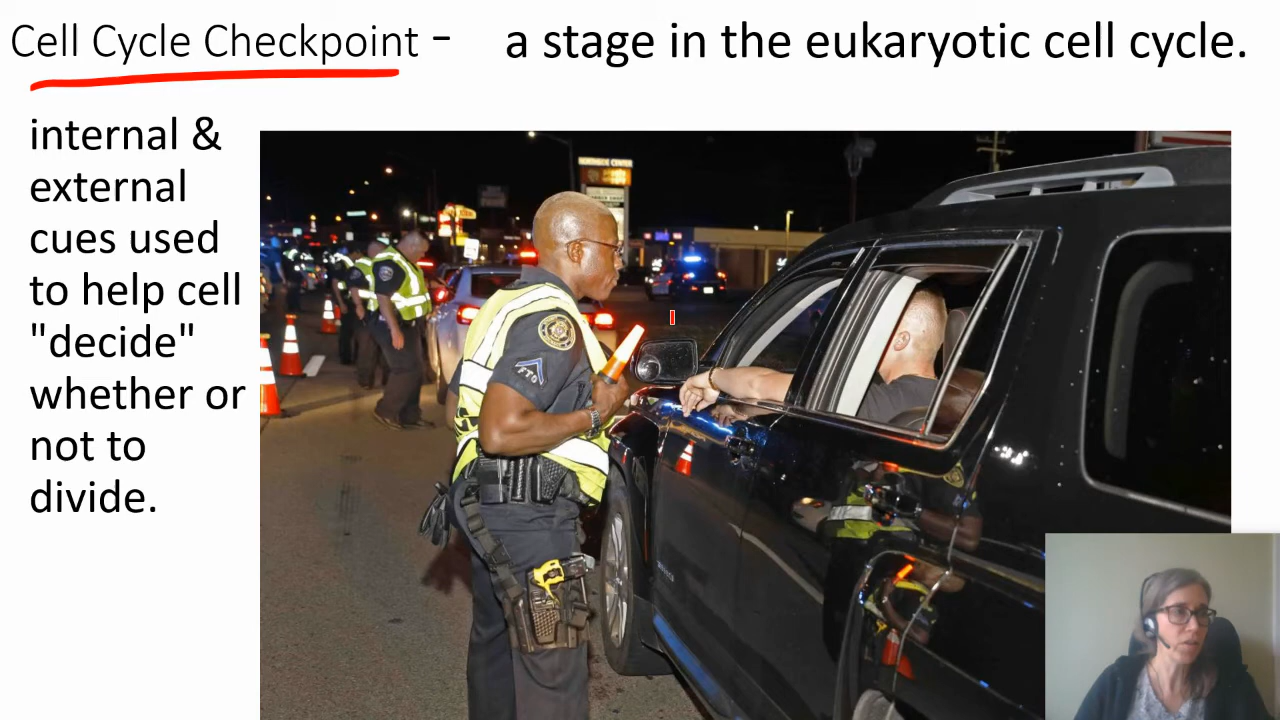 Cell Cycle Checkpoint - a stage in the eukaryotic cell cycle.
internal &
external
cues used
to help cell
"decide"
whether or
not to
divide.
FTO